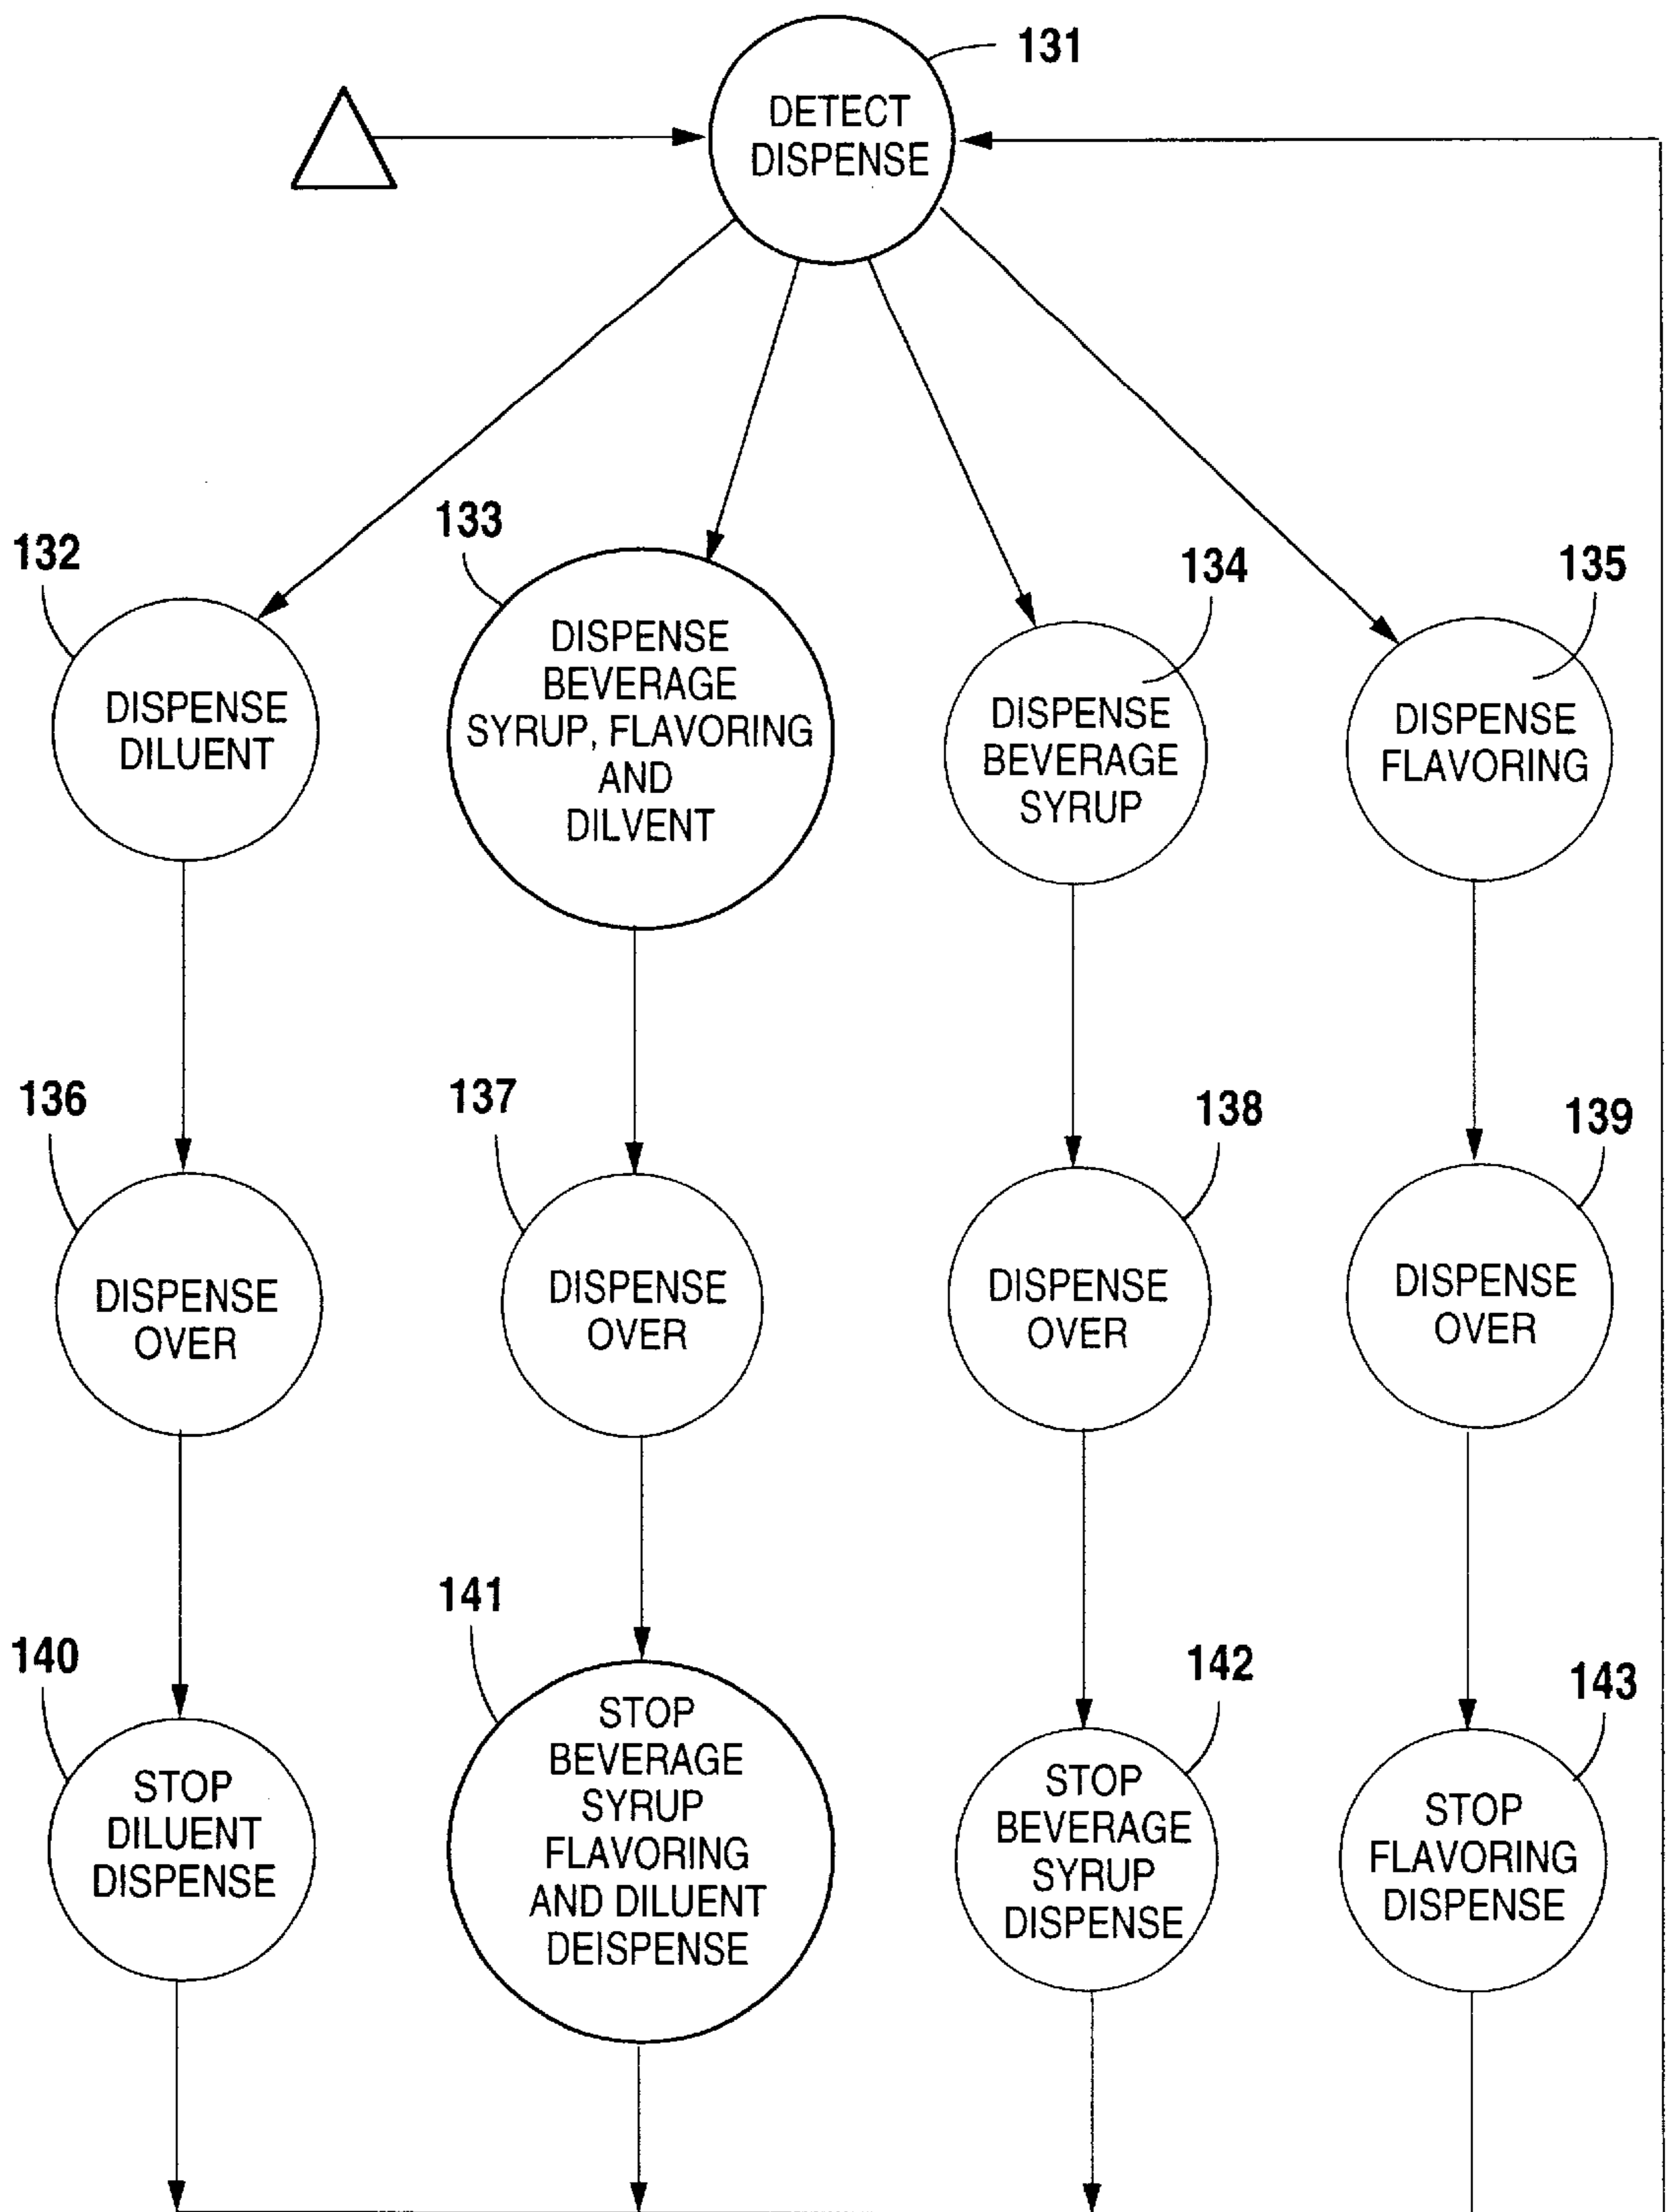 131
DETECT
DISPENSE
132
133
134
135
DISPENSE
DILUENT
DISPENSE
BEVERAGE
SYRUP, FLAVORING
AND
DILVENT
DISPENSE
BEVERAGE
SYRUP
DISPENSE
FLAVORING
136
137
138
139
DISPENSE
OVER
DISPENSE
OVER
DISPENSE
OVER
DISPENSE
OVER
140
141
142
143
STOP
DILUENT
DISPENSE
STOP
BEVERAGE
SYRUP
FLAVORING
AND DILUENT
DEISPENSE
STOP
BEVERAGE
SYRUP
DISPENSE
STOP
FLAVORING
DISPENSE